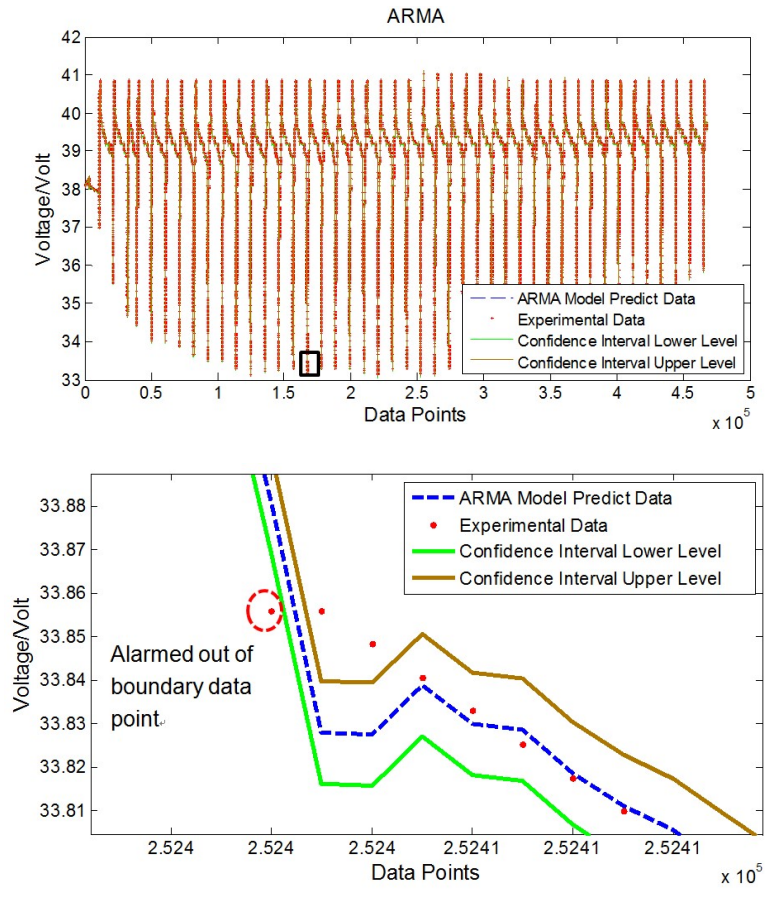 ARMA
42
41
40
39
38
37
36
35
34
33
Voltage/Volt
ARMA Model Predict Data
Experimental Data
Confidence Interval Lower Level
Confidence Interval Upper Level
0 0.5 1 1.5 2 2.5 3 3.5 4 4.5 5
Data Points
x 10^5
33.88
33.87
33.86
33.85
33.84
33.83
33.82
33.81
Voltage/Volt
ARMA Model Predict Data
Experimental Data
Confidence Interval Lower Level
Confidence Interval Upper Level
Alarmed out of
boundary data
point
2.524 2.524 2.524 2.5241 2.5241 2.5241
Data Points
x 10^5